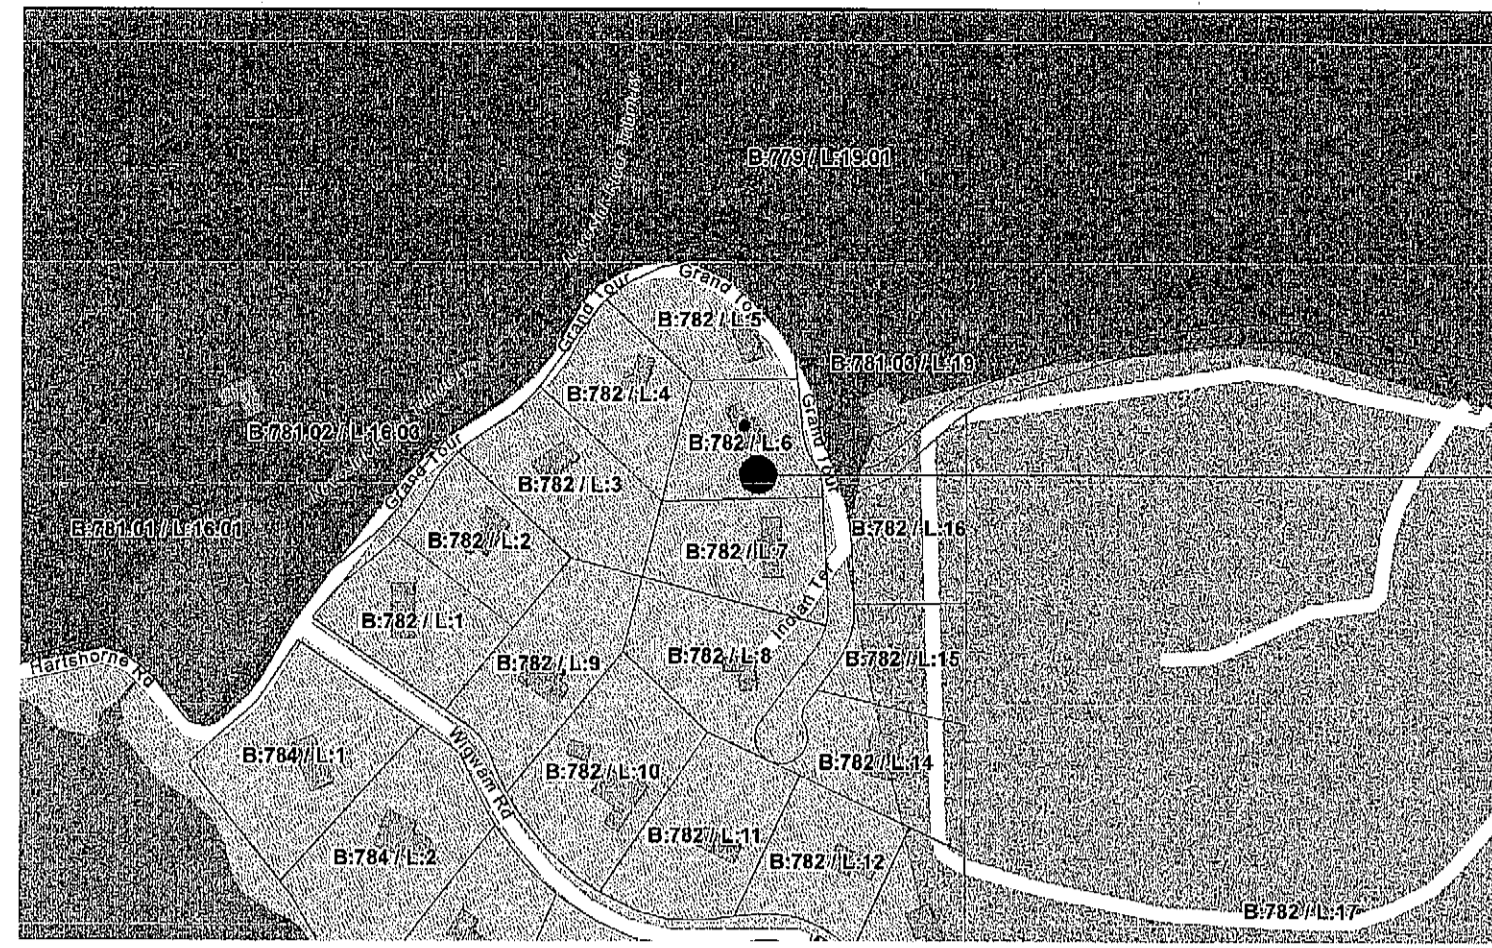 B:779 / L:19.01
Grand Tour
Grand To
B:782 / L:5
B:781.03 / L:19
B:782 / L:4
Grand Tour
B:781.02 / L:16.03
B:782 / L:6
Grand Tour
B:782 / L:3
B:781.01 / L:16.01
B:782 / L:2
B:782 / L:7
B:782 / L:16
B:782 / L:1
Indian Te
B:782 / L:9
B:782 / L:8
B:782 / L:15
Hartshorne Rd
B:784 / L:1
Wigwam Rd
B:782 / L:10
B:782 / L:14
B:784 / L:2
B:782 / L:11
B:782 / L:12
B:782 / L:17